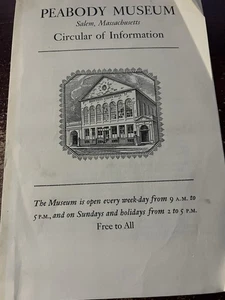 PEABODY MUSEUM
Salem, Massachusetts
Circular of Information
The Museum is open every week-day from 9 A.M. to
5 P.M., and on Sundays and holidays from 2 to 5 P.M.
Free to All